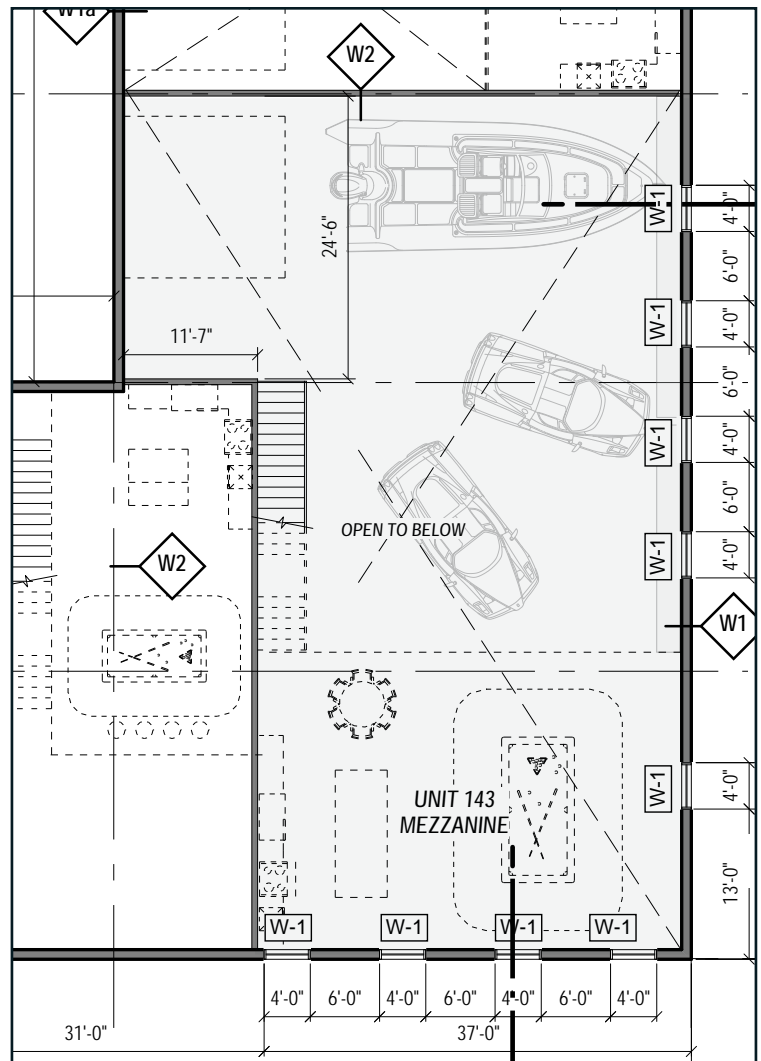 W1a
W2
W-1
4'-0"
24'-6"
6'-0"
11'-7"
W-1
4'-0"
6'-0"
W-1
4'-0"
OPEN TO BELOW
6'-0"
W2
W-1
4'-0"
W1
UNIT 143
MEZZANINE
W-1
4'-0"
13'-0"
W-1 W-1 W-1 W-1
4'-0" 6'-0" 4'-0" 6'-0" 4'-0" 6'-0" 4'-0"
31'-0" 37'-0"